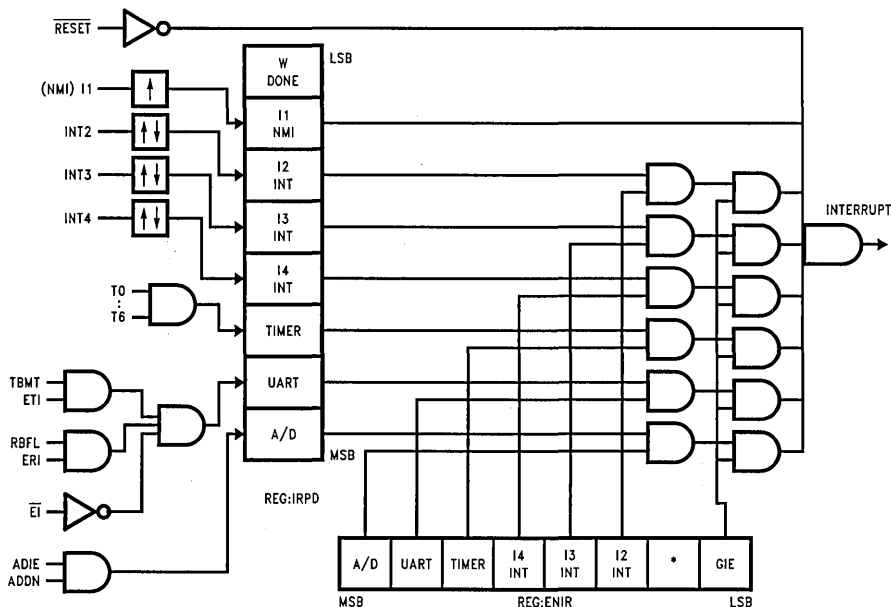 RESET
LSB
W
DONE
(NMI) I1
I1
NMI
INT2
I2
INT
INT3
I3
INT
INT4
INTERRUPT
I4
INT
T0
:
T6
TIMER
TBMT
ETI
UART
RBFL
ERI
A/D
MSB
REG:IRPD
EI
ADIE
ADDN
A/D
UART
TIMER
I4
INT
I3
INT
I2
INT
*
GIE
MSB
REG:ENIR
LSB